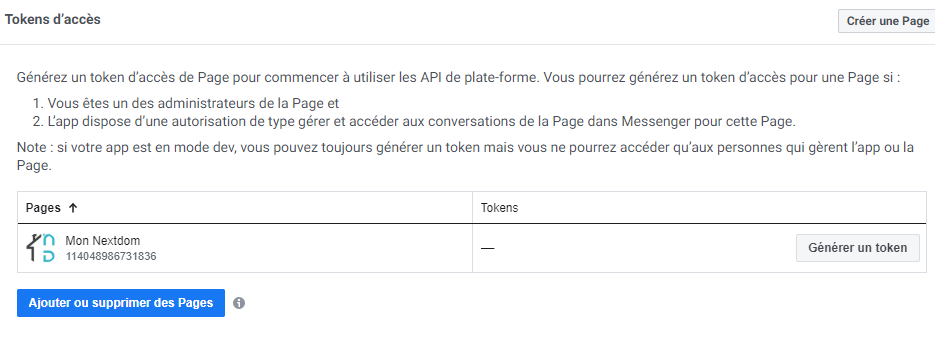 Tokens d’accès
Créer une Page
Générez un token d’accès de Page pour commencer à utiliser les API de plate-forme. Vous pourrez générez un token d’accès pour une Page si :
1. Vous êtes un des administrateurs de la Page et
2. L’app dispose d’une autorisation de type gérer et accéder aux conversations de la Page dans Messenger pour cette Page.
Note : si votre app est en mode dev, vous pouvez toujours générer un token mais vous ne pourrez accéder qu’aux personnes qui gèrent l’app ou la
Page.
Pages ↑
Tokens
Mon Nextdom
114048986731836
—
Générer un token
Ajouter ou supprimer des Pages